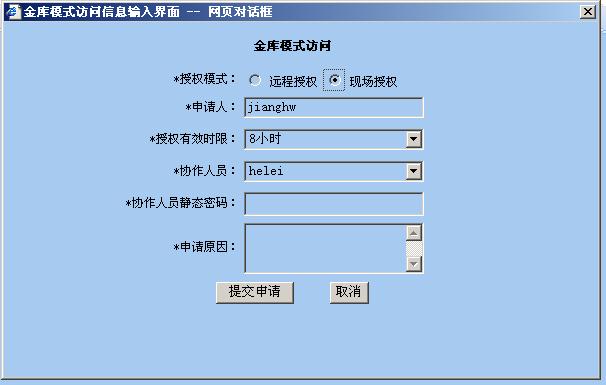 金库模式访问信息输入界面 -- 网页对话框
金库模式访问
*授权模式： 远程授权 现场授权
*申请人： jianghw
*授权有效时限： 8小时
*协作人员： helei
*协作人员静态密码：
*申请原因：
提交申请 取消